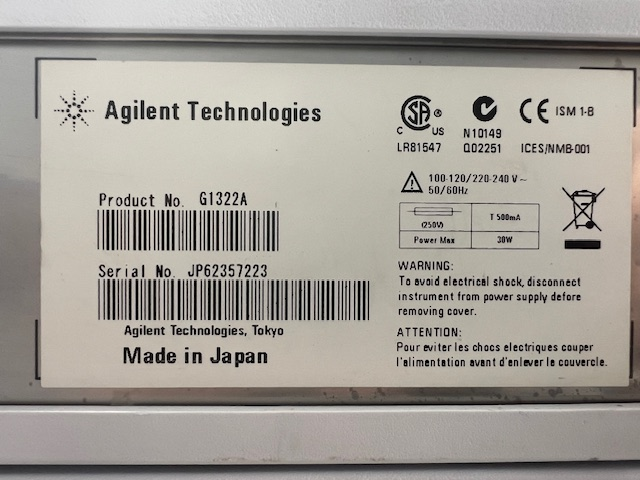 Agilent Technologies
Product No. G1322A
Serial No. JP62357223
Agilent Technologies, Tokyo
Made in Japan
SA ®
C US
LR81547
N10149
Q02251
CE ISM 1-B
ICES/NMB-001
100-120/220-240 V~
50/60Hz
(250V) T 500mA
Power Max 30W
WARNING:
To avoid electrical shock, disconnect
instrument from power supply defore
removing cover.
ATTENTION:
Pour eviter les chocs electriques couper
l'alimentation avant d'enlever la couvercle.